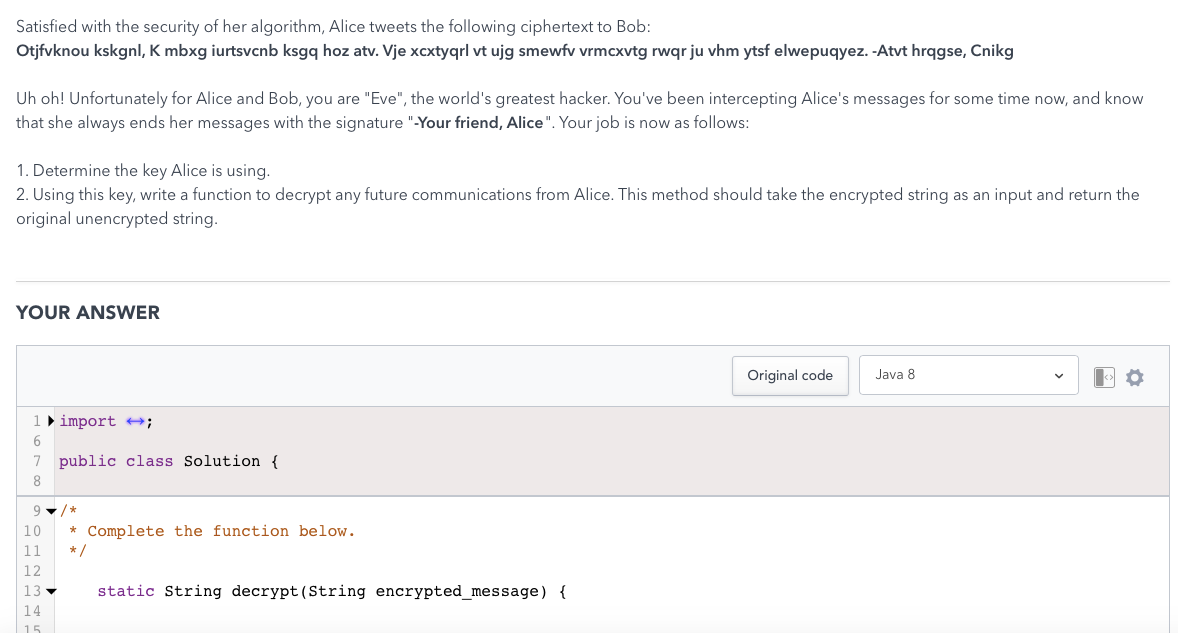 Satisfied with the security of her algorithm, Alice tweets the following ciphertext to Bob:
Otjfvknou kskgnl, K mbxg iurtsvcnb ksgq hoz atv. Vje xcxtyqrl vt ujg smewfv vrmcxvtg rwqr ju vhm ytsf elwepuqyez. -Atvt hrqgse, Cnikg
Uh oh! Unfortunately for Alice and Bob, you are "Eve", the world's greatest hacker. You've been intercepting Alice's messages for some time now, and know
that she always ends her messages with the signature "-Your friend, Alice". Your job is now as follows:
1. Determine the key Alice is using.
2. Using this key, write a function to decrypt any future communications from Alice. This method should take the encrypted string as an input and return the
original unencrypted string.
YOUR ANSWER
Original code
Java 8
1 import ↔;
6
7 public class Solution {
8
9 /*
10 * Complete the function below.
11 */
12
13 static String decrypt(String encrypted_message) {
14
15